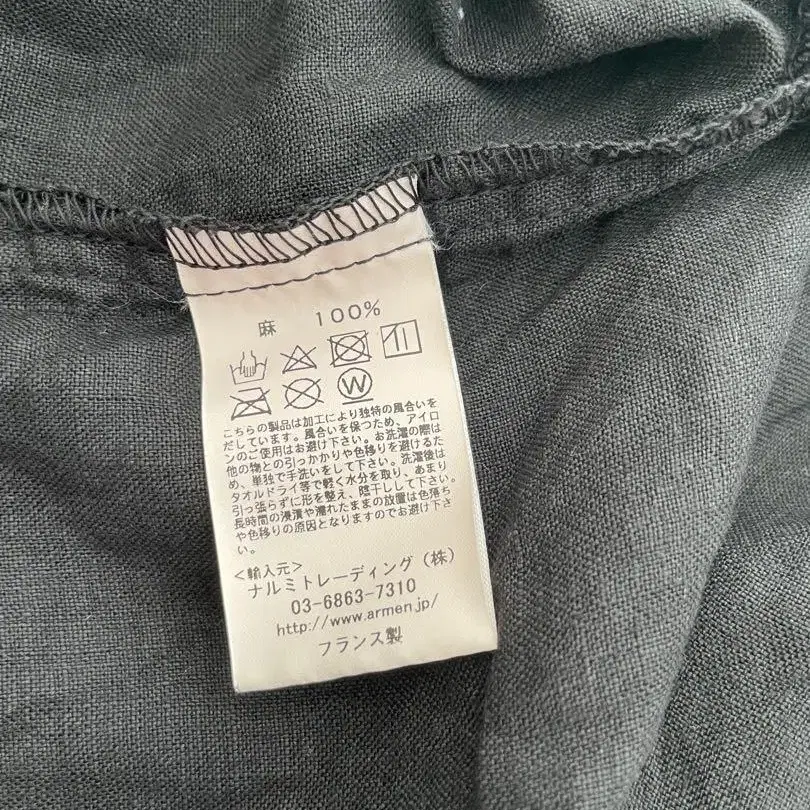 麻 100%
W
こちらの製品は加工により独特の風合いを
だしています。風合いを保つため、アイロ
ンのご使用はお避け下さい。お洗濯の際は
他の物との引っかかりや色移りを避けるた
め、単独で手洗いをして下さい。洗濯後は
タオルドライ等で軽く水分を取り、あまり
引っ張らずに形を整え、陰干しして下さい。
長時間の浸漬や濡れたままの放置は色落ち
や色移りの原因となりますのでお避け下さ
い。
<輸入元>
ナルミトレーディング(株)
03-6863-7310
http://www.armen.jp/
フランス製